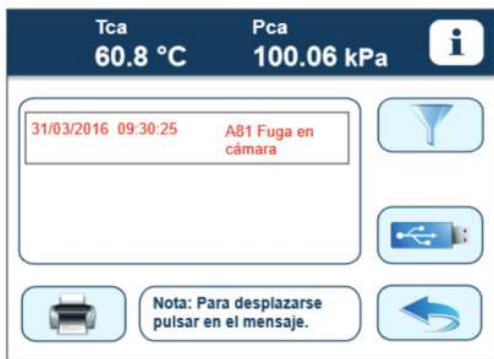 Tca
Pca
60.8 °C
100.06 kPa
i
31/03/2016 09:30:25
A81 Fuga en
cámara
Nota: Para desplazarse
pulsar en el mensaje.